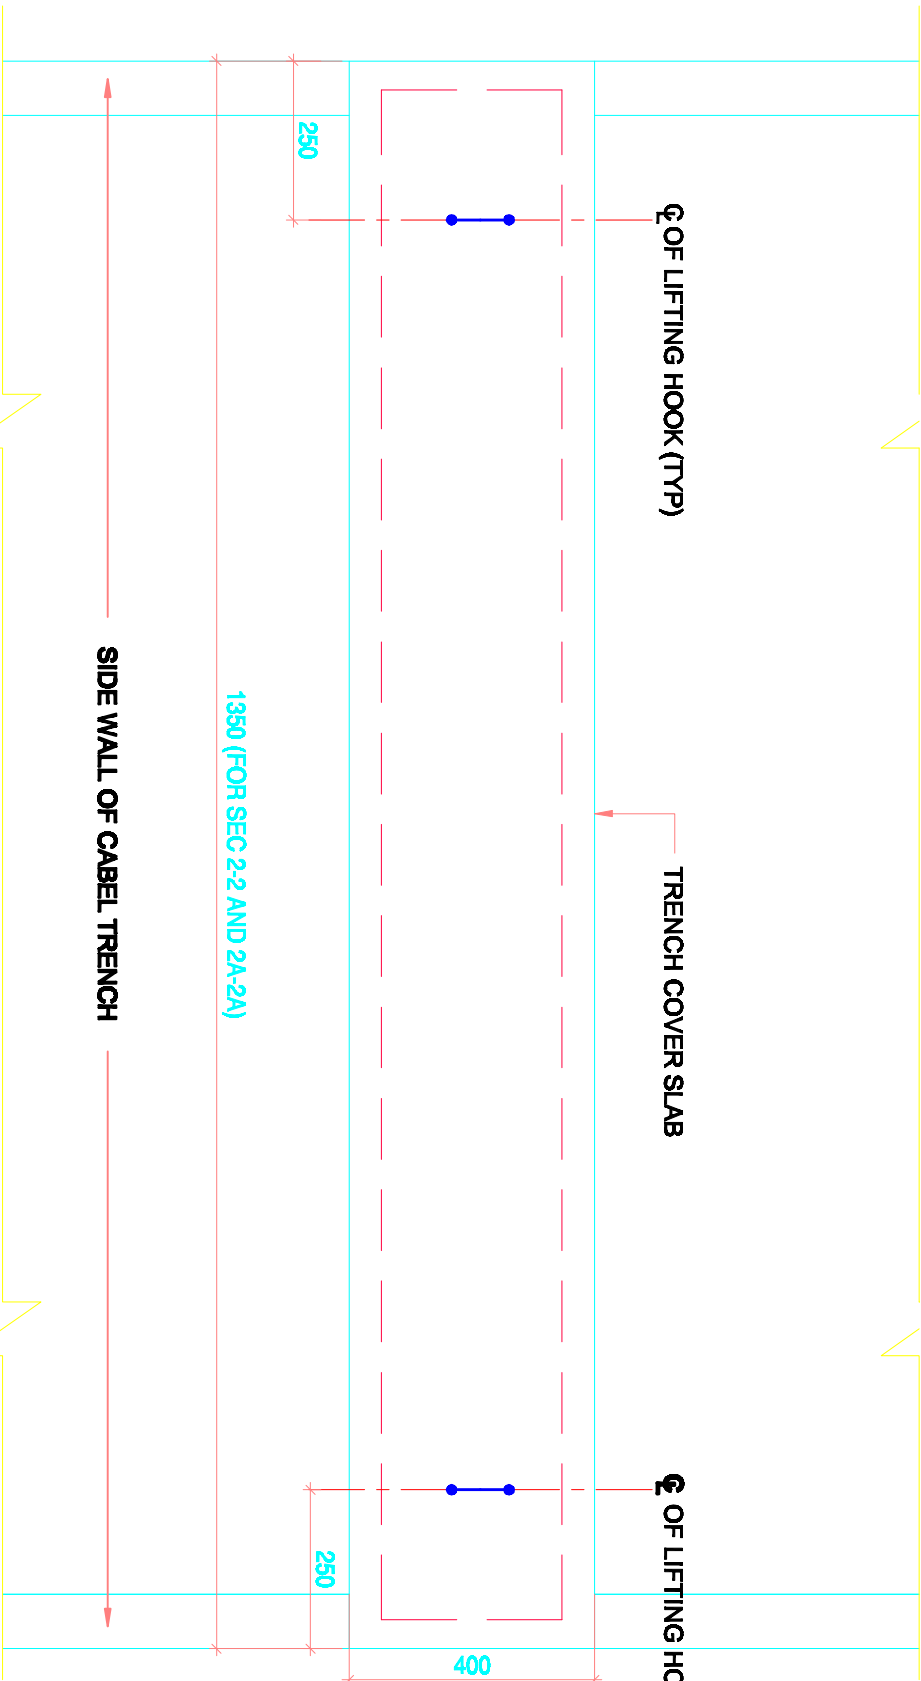 ℄ OF LIFTING HOOK (TYP)
TRENCH COVER SLAB
℄ OF LIFTING HO
250
1350 (FOR SEC 2-2 AND 2A-2A)
250
400
SIDE WALL OF CABEL TRENCH